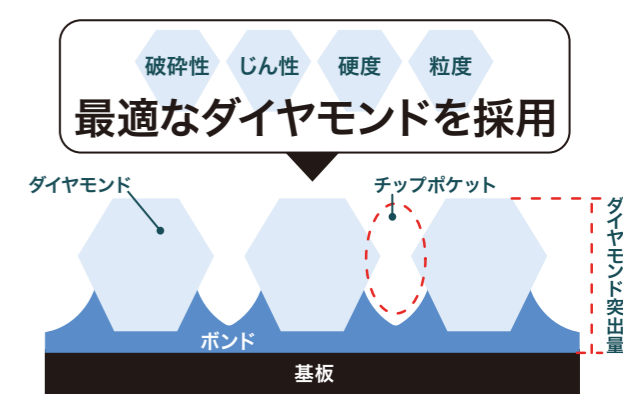 破砕性 じん性 硬度 粒度
最適なダイヤモンドを採用
ダイヤモンド
チップポケット
ダイヤモンド突出量
ボンド
基板